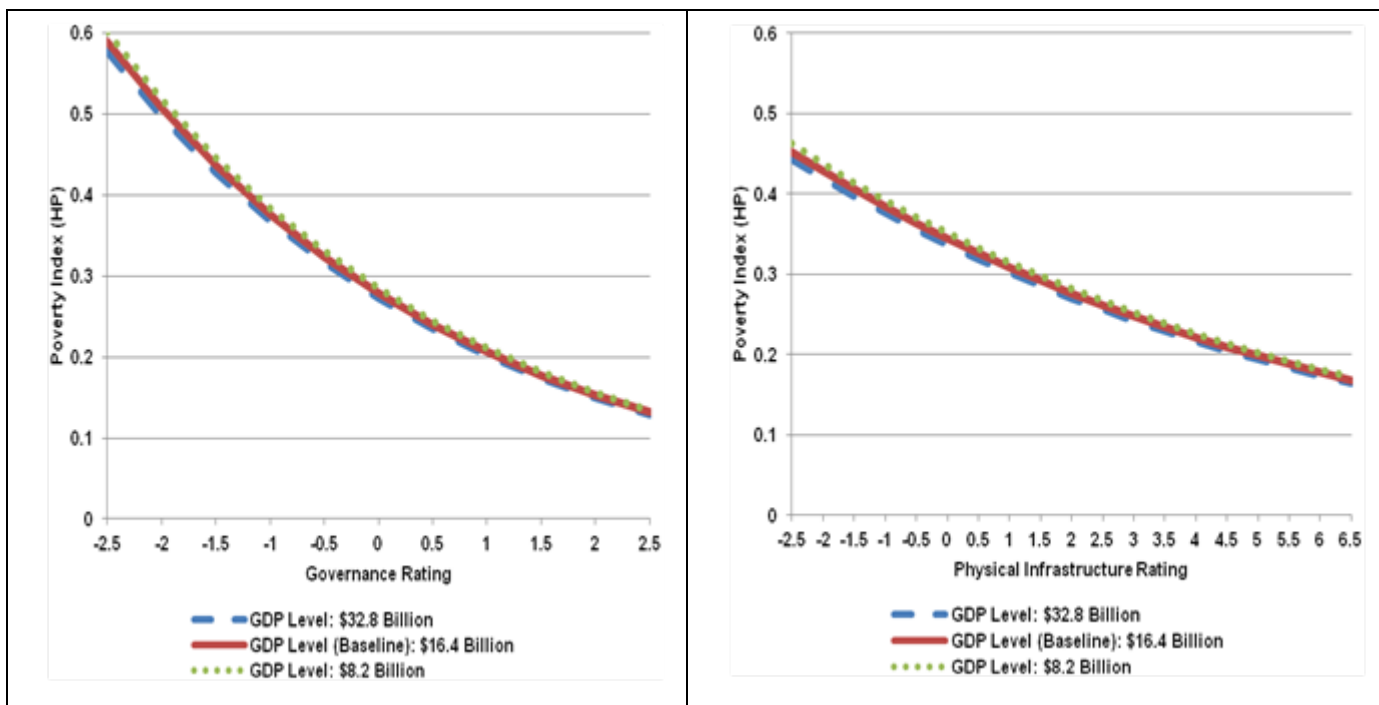 0.6
0.5
0.4
0.3
0.2
0.1
0
Poverty Index (HP)
-2.5 -2 -1.5 -1 -0.5 0 0.5 1 1.5 2 2.5
Governance Rating
GDP Level: $32.8 Billion
GDP Level (Baseline): $16.4 Billion
GDP Level: $8.2 Billion
0.6
0.5
0.4
0.3
0.2
0.1
0
Poverty Index (HP)
-2.5 -2 -1.5 -1 -0.5 0 0.5 1 1.5 2 2.5 3 3.5 4 4.5 5 5.5 6 6.5
Physical Infrastructure Rating
GDP Level: $32.8 Billion
GDP Level (Baseline): $16.4 Billion
GDP Level: $8.2 Billion